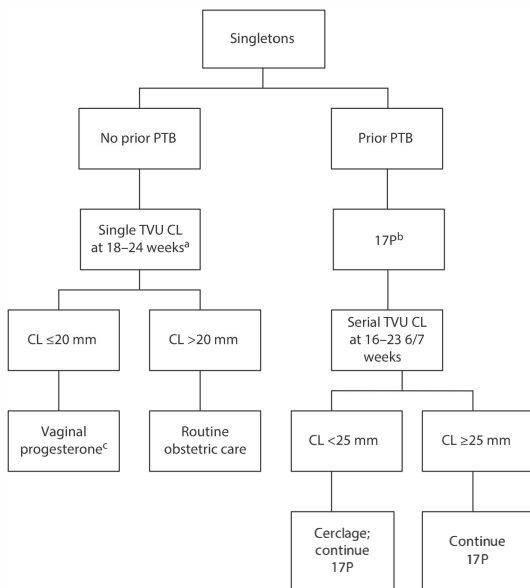 Singletons
No prior PTB
Prior PTB
Single TVU CL
at 18–24 weeksᵃ
17Pᵇ
Serial TVU CL
at 16–23 6/7
weeks
CL ≤20 mm
CL >20 mm
Vaginal
progesteroneᶜ
Routine
obstetric care
CL <25 mm
CL ≥25 mm
Cerclage;
continue
17P
Continue
17P